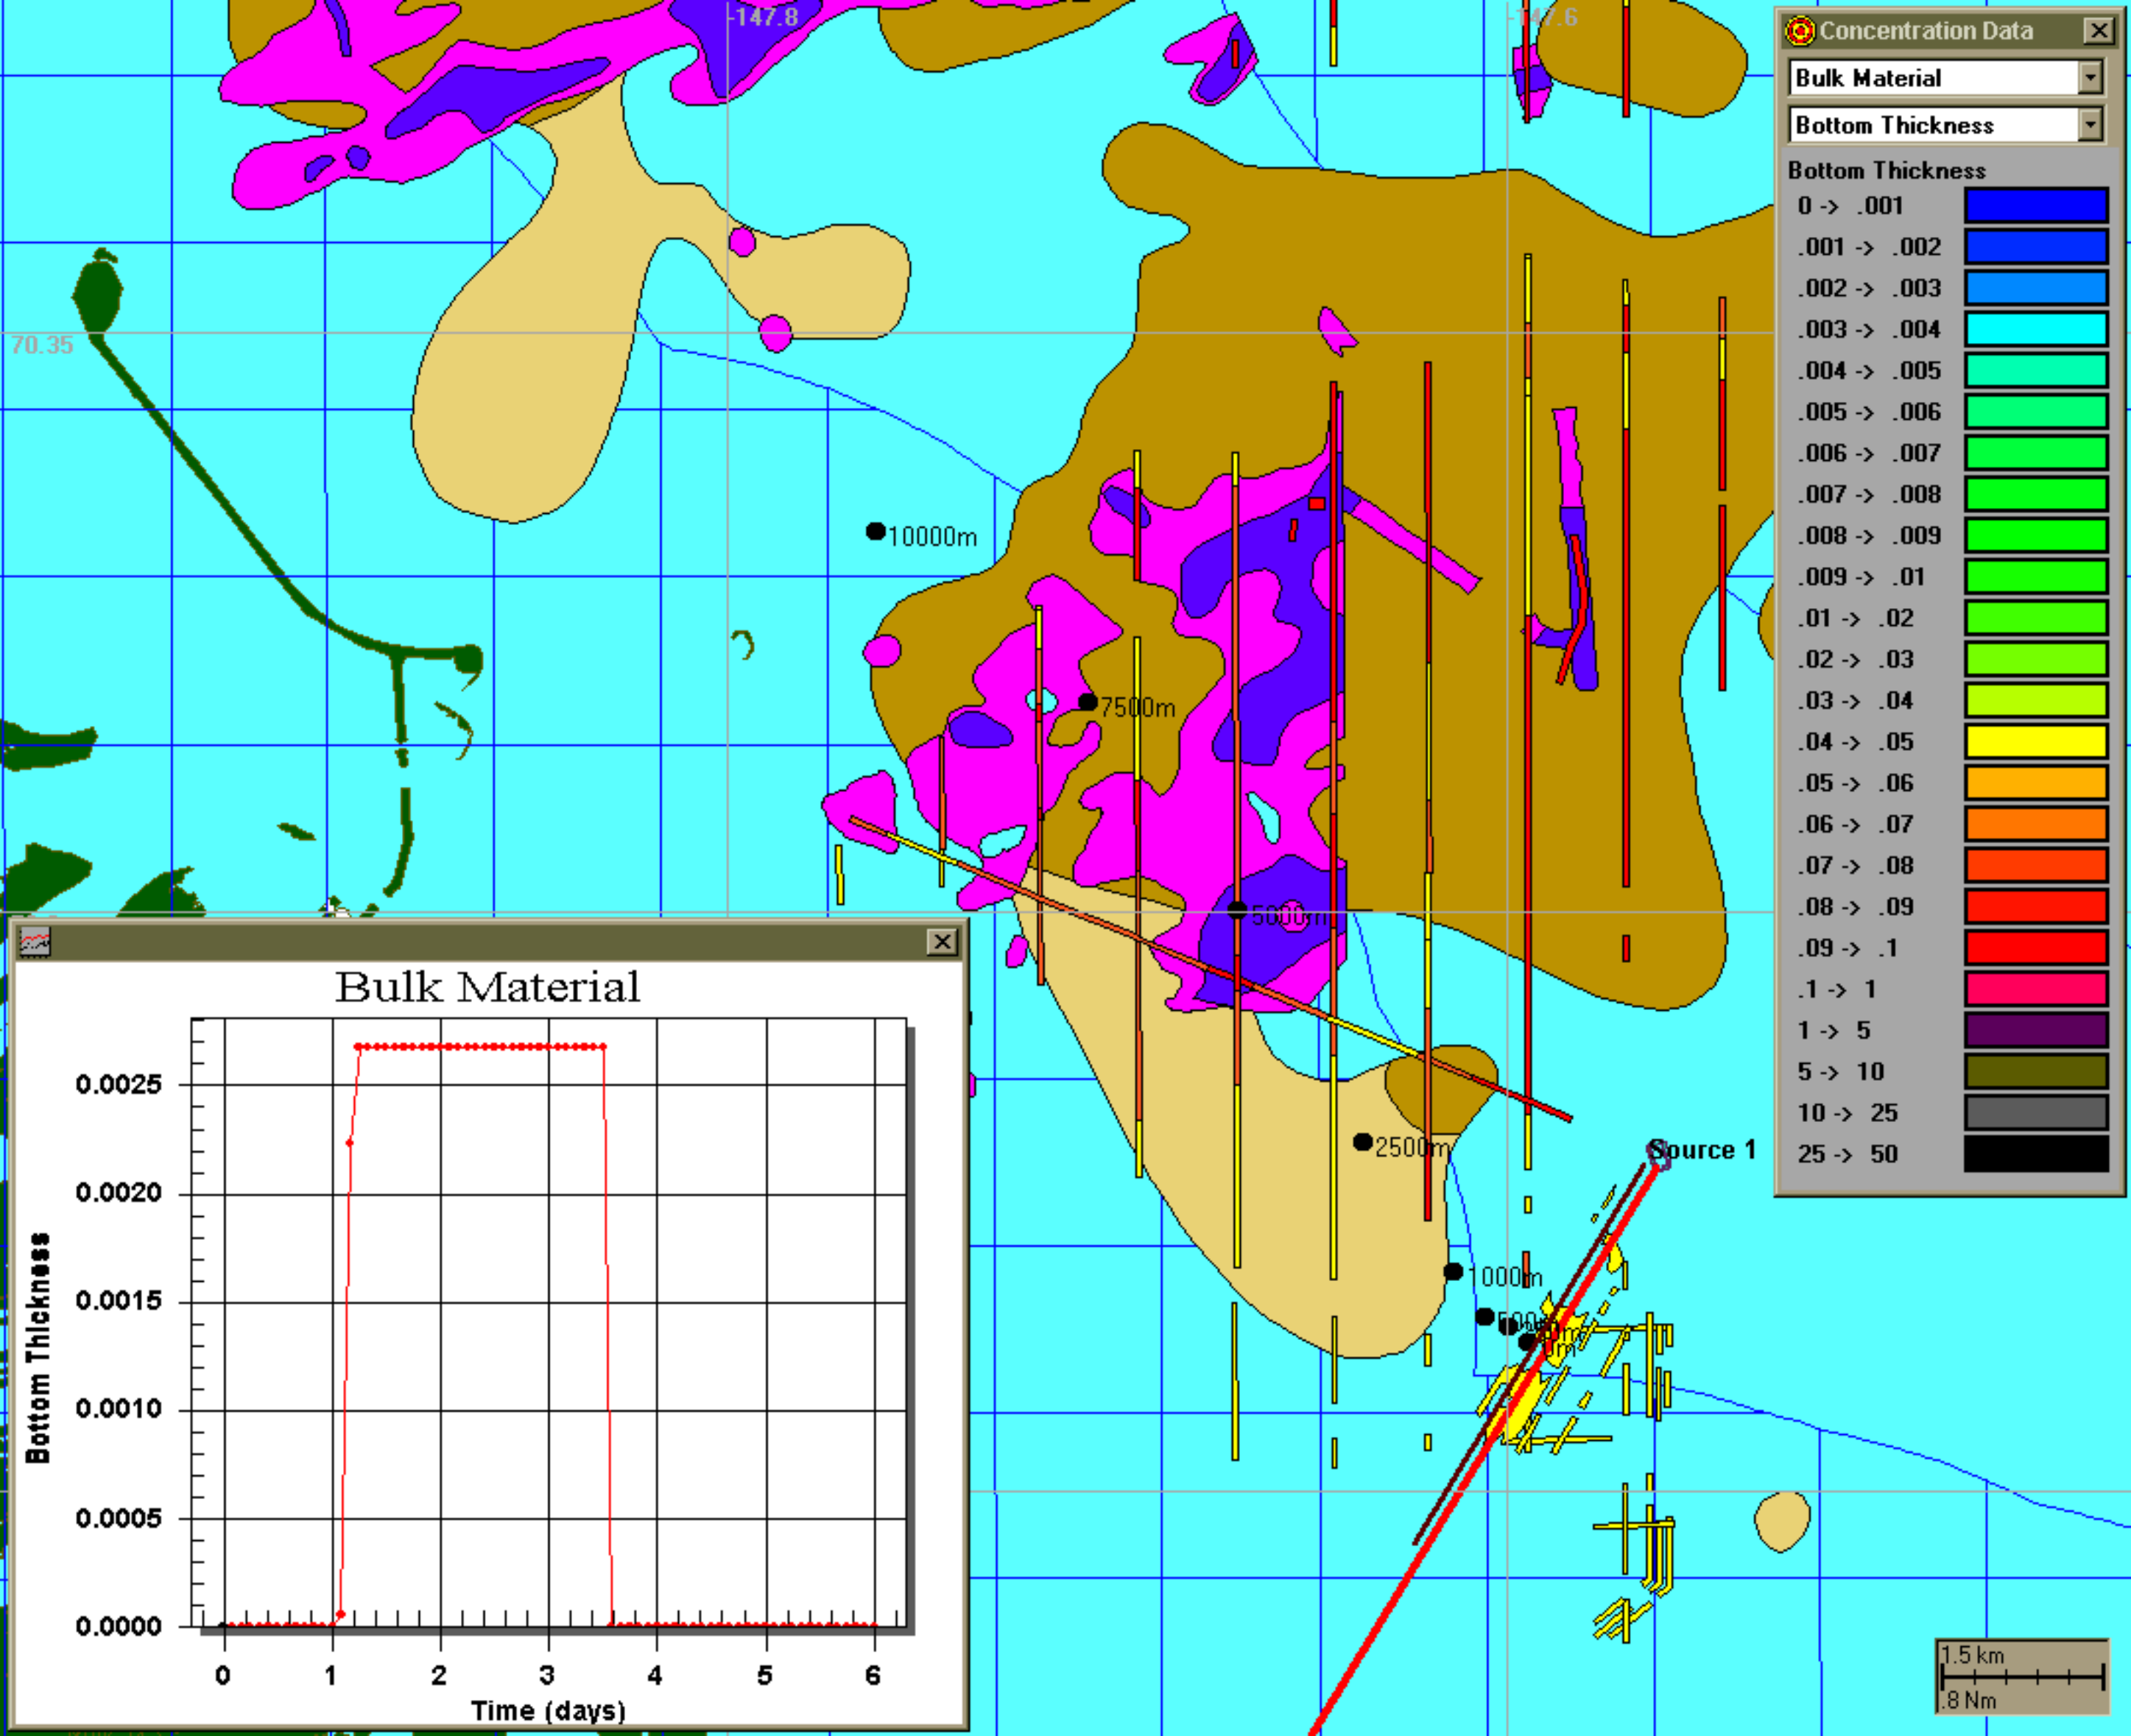 -147.8
-147.6
70.35
10000m
7500m
5000m
2500m
1000m
500m
Source 1
Concentration Data
Bulk Material
Bottom Thickness
Bottom Thickness
0 -> .001
.001 -> .002
.002 -> .003
.003 -> .004
.004 -> .005
.005 -> .006
.006 -> .007
.007 -> .008
.008 -> .009
.009 -> .01
.01 -> .02
.02 -> .03
.03 -> .04
.04 -> .05
.05 -> .06
.06 -> .07
.07 -> .08
.08 -> .09
.09 -> .1
.1 -> 1
1 -> 5
5 -> 10
10 -> 25
25 -> 50
Bulk Material
Bottom Thickness
0.0025
0.0020
0.0015
0.0010
0.0005
0.0000
0 1 2 3 4 5 6
Time (days)
1.5 km
.8 Nm